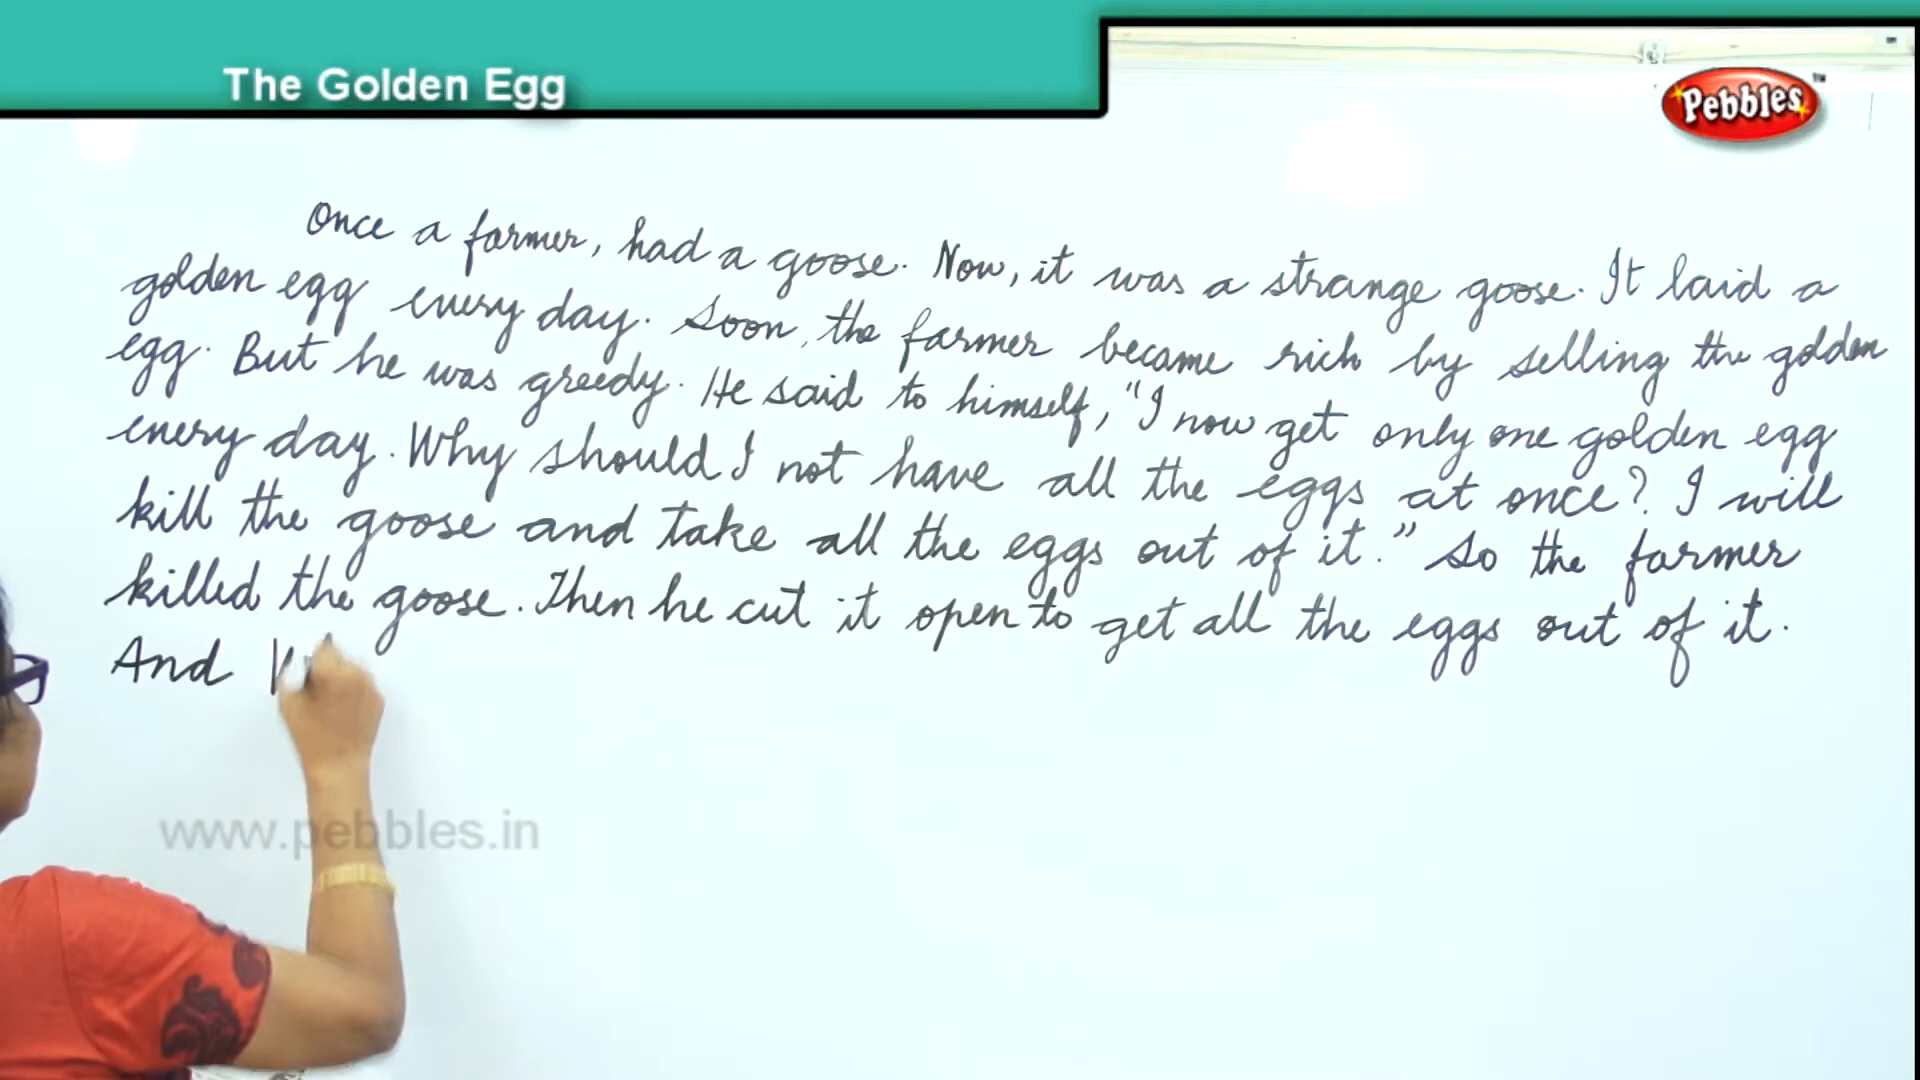 The Golden Egg
Pebbles™
Once a farmer, had a goose. Now, it was a strange goose. It laid a
golden egg every day. Soon, the farmer became rich by selling the golden
egg. But he was greedy. He said to himself, "I now get only one golden egg
every day. Why should I not have all the eggs at once? I will
kill the goose and take all the eggs out of it." So the farmer
killed the goose. Then he cut it open to get all the eggs out of it.
And
www.pebbles.in